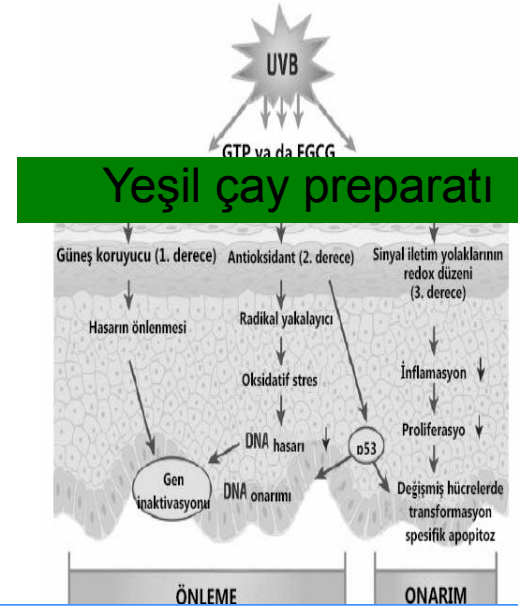 UVB
GTP ya da EGCG
Yeşil çay preparatı
Güneş koruyucu (1. derece)
Hasarın önlenmesi
Gen
inaktivasyonu
Antioksidant (2. derece)
Radikal yakalayıcı
Oksidatif stres
DNA hasarı
DNA onarımı
p53
Sinyal iletim yolaklarının
redox düzeni
(3. derece)
İnflamasyon
Proliferasyo
Değişmiş hücrelerde
transformasyon
spesifik apopitoz
ÖNLEME
ONARIM